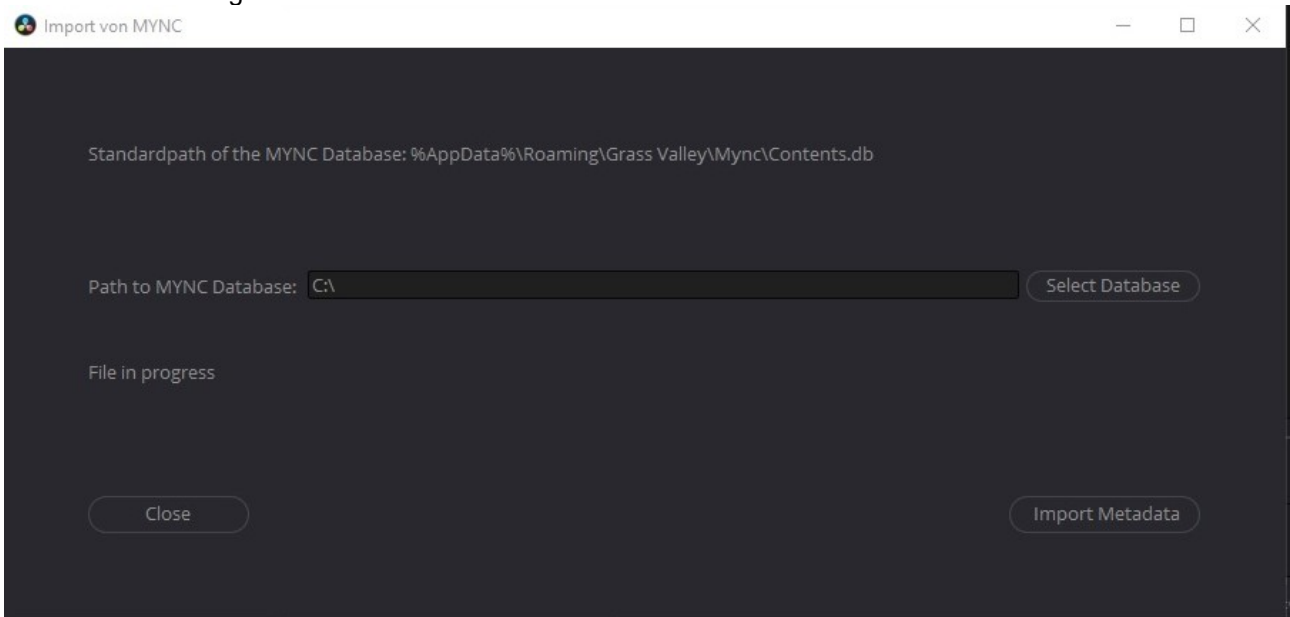 Import von MYNC
Standardpath of the MYNC Database: %AppData%\Roaming\Grass Valley\Mync\Contents.db
Path to MYNC Database: C:\ Select Database
File in progress
Close Import Metadata